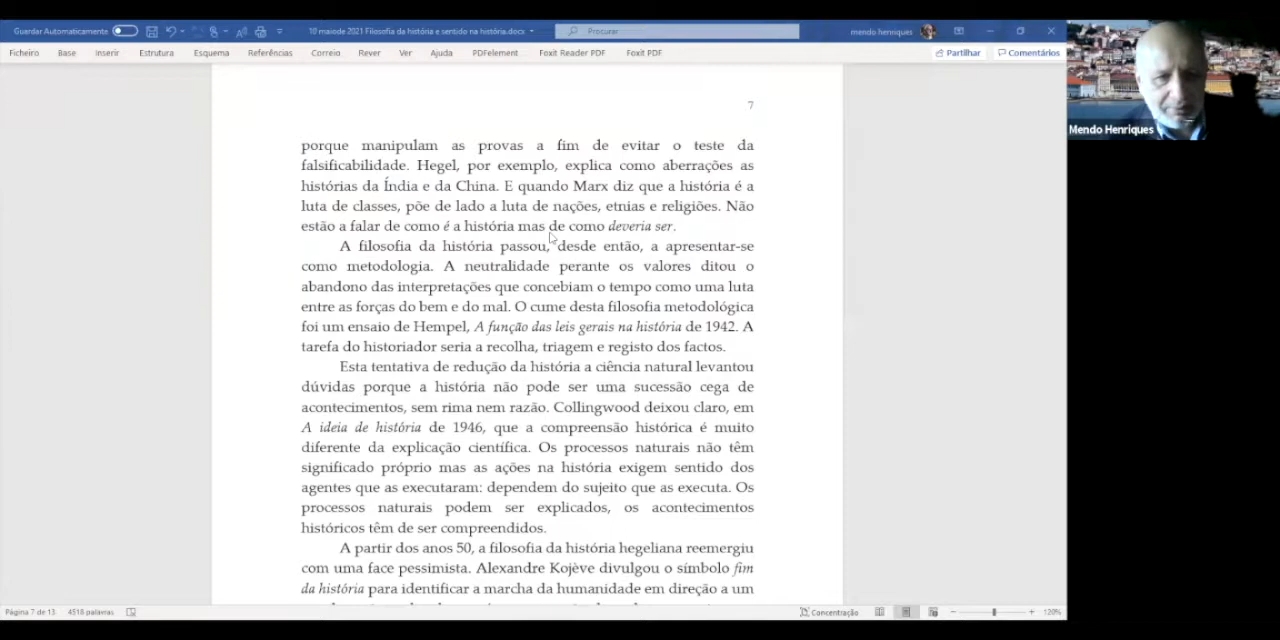 Guardar Automaticamente
10 maiode 2021 Filosofia da história e sentido na história.docx
Procurar
mendo henriques
Ficheiro Base Inserir Estrutura Esquema Referências Correio Rever Ver Ajuda PDFelement Foxit Reader PDF Foxit PDF Partilhar Comentários
Mendo Henriques
7
porque manipulam as provas a fim de evitar o teste da
falsificabilidade. Hegel, por exemplo, explica como aberrações as
histórias da Índia e da China. E quando Marx diz que a história é a
luta de classes, põe de lado a luta de nações, etnias e religiões. Não
estão a falar de como é a história mas de como deveria ser.
A filosofia da história passou, desde então, a apresentar-se
como metodologia. A neutralidade perante os valores ditou o
abandono das interpretações que concebiam o tempo como uma luta
entre as forças do bem e do mal. O cume desta filosofia metodológica
foi um ensaio de Hempel, A função das leis gerais na história de 1942. A
tarefa do historiador seria a recolha, triagem e registo dos factos.
Esta tentativa de redução da história a ciência natural levantou
dúvidas porque a história não pode ser uma sucessão cega de
acontecimentos, sem rima nem razão. Collingwood deixou claro, em
A ideia de história de 1946, que a compreensão histórica é muito
diferente da explicação científica. Os processos naturais não têm
significado próprio mas as ações na história exigem sentido dos
agentes que as executaram: dependem do sujeito que as executa. Os
processos naturais podem ser explicados, os acontecimentos
históricos têm de ser compreendidos.
A partir dos anos 50, a filosofia da história hegeliana reemergiu
com uma face pessimista. Alexandre Kojève divulgou o símbolo fim
da história para identificar a marcha da humanidade em direção a um
Página 7 de 13 4518 palavras Concentração 120%